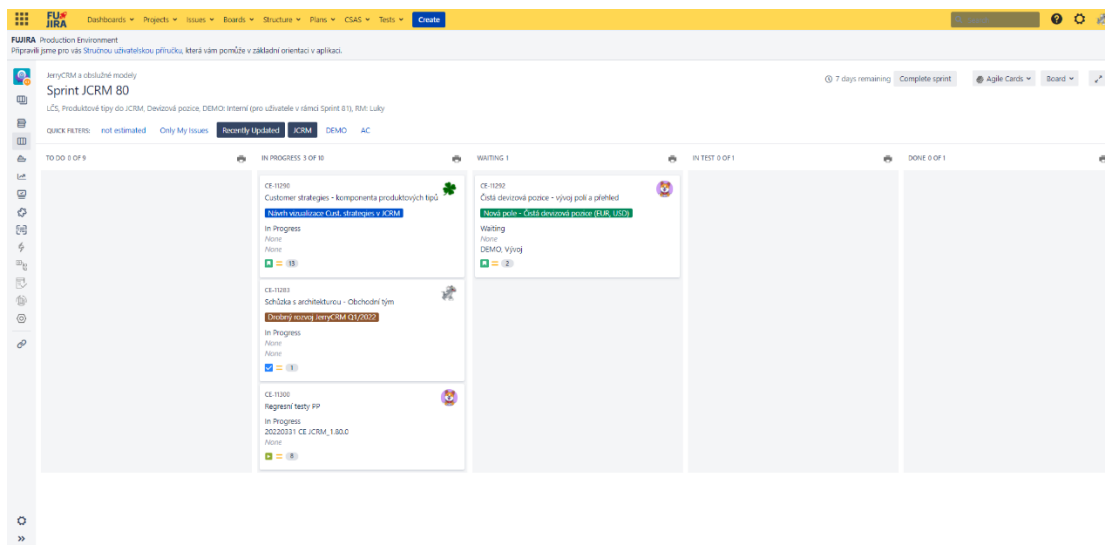 FU JIRA
Dashboards Projects Issues Boards Structure Plans CSAS Tests Create
FUJIRA Production Environment
Připravili jsme pro vás Stručnou uživatelskou příručku, která vám pomůže v základní orientaci v aplikaci.
JerryCRM a obslužné modely
Sprint JCRM 80
7 days remaining Complete sprint Agile Cards Board
LČS, Produktové tipy do JCRM, Devizová pozice, DEMO: Interní (pro uživatele v rámci Sprint 81), RM: Luky
QUICK FILTERS: not estimated Only My Issues Recently Updated JCRM DEMO AC
TO DO 0 OF 9
IN PROGRESS 3 OF 10
WAITING 1
IN TEST 0 OF 1
DONE 0 OF 1
CE-11290
Customer strategies - komponenta produktových tipů
Návrh vizualizace Cust. strategies v JCRM
In Progress
None
None
13
CE-11283
Schůzka s architekturou - Obchodní tým
Drobný rozvoj JerryCRM Q1/2022
In Progress
None
None
1
CE-11300
Regresní testy PP
In Progress
20220331 CE JCRM_1.80.0
None
8
CE-11292
Čistá devizová pozice - vývoj polí a přehled
Nová pole - Čistá devizová pozice (EUR, USD)
Waiting
None
DEMO, Vývoj
2